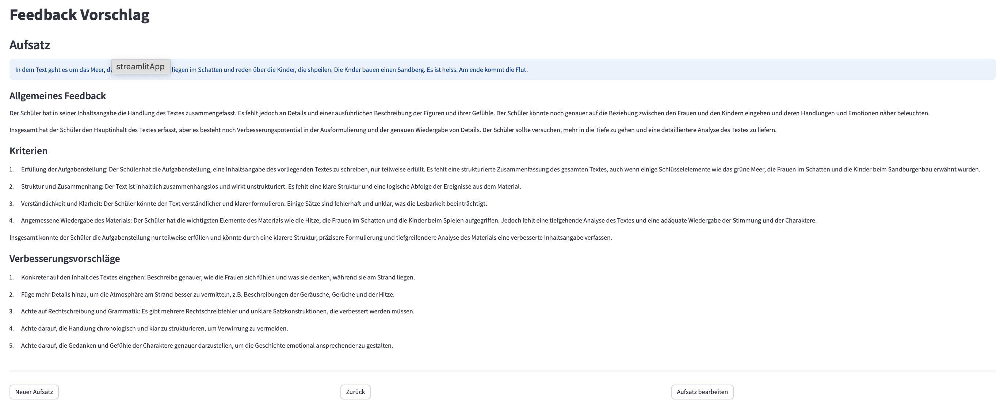 Feedback Vorschlag
Aufsatz
In dem Text geht es um das Meer, streamlitApp liegen im Schatten und reden über die Kinder, die shpeilen. Die Knder bauen einen Sandberg. Es ist heiss. Am ende kommt die Flut.
Allgemeines Feedback
Der Schüler hat in seiner Inhaltsangabe die Handlung des Textes zusammengefasst. Es fehlt jedoch an Details und einer ausführlichen Beschreibung der Figuren und ihrer Gefühle. Der Schüler könnte noch genauer auf die Beziehung zwischen den Frauen und den Kindern eingehen und deren Handlungen und Emotionen näher beleuchten.
Insgesamt hat der Schüler den Hauptinhalt des Textes erfasst, aber es besteht noch Verbesserungspotential in der Ausformulierung und der genauen Wiedergabe von Details. Der Schüler sollte versuchen, mehr in die Tiefe zu gehen und eine detailliertere Analyse des Textes zu liefern.
Kriterien
1. Erfüllung der Aufgabenstellung: Der Schüler hat die Aufgabenstellung, eine Inhaltsangabe des vorliegenden Textes zu schreiben, nur teilweise erfüllt. Es fehlt eine strukturierte Zusammenfassung des gesamten Textes, auch wenn einige Schlüsselelemente wie das grüne Meer, die Frauen im Schatten und die Kinder beim Sandburgenbau erwähnt wurden.
2. Struktur und Zusammenhang: Der Text ist inhaltlich zusammenhangslos und wirkt unstrukturiert. Es fehlt eine klare Struktur und eine logische Abfolge der Ereignisse aus dem Material.
3. Verständlichkeit und Klarheit: Der Schüler könnte den Text verständlicher und klarer formulieren. Einige Sätze sind fehlerhaft und unklar, was die Lesbarkeit beeinträchtigt.
4. Angemessene Wiedergabe des Materials: Der Schüler hat die wichtigsten Elemente des Materials wie die Hitze, die Frauen im Schatten und die Kinder beim Spielen aufgegriffen. Jedoch fehlt eine tiefgehende Analyse des Textes und eine adäquate Wiedergabe der Stimmung und der Charaktere.
Insgesamt konnte der Schüler die Aufgabenstellung nur teilweise erfüllen und könnte durch eine klarere Struktur, präzisere Formulierung und tiefgreifendere Analyse des Materials eine verbesserte Inhaltsangabe verfassen.
Verbesserungsvorschläge
1. Konkreter auf den Inhalt des Textes eingehen: Beschreibe genauer, wie die Frauen sich fühlen und was sie denken, während sie am Strand liegen.
2. Füge mehr Details hinzu, um die Atmosphäre am Strand besser zu vermitteln, z.B. Beschreibungen der Geräusche, Gerüche und der Hitze.
3. Achte auf Rechtschreibung und Grammatik: Es gibt mehrere Rechtschreibfehler und unklare Satzkonstruktionen, die verbessert werden müssen.
4. Achte darauf, die Handlung chronologisch und klar zu strukturieren, um Verwirrung zu vermeiden.
5. Achte darauf, die Gedanken und Gefühle der Charaktere genauer darzustellen, um die Geschichte emotional ansprechender zu gestalten.
Neuer Aufsatz Zurück Aufsatz bearbeiten